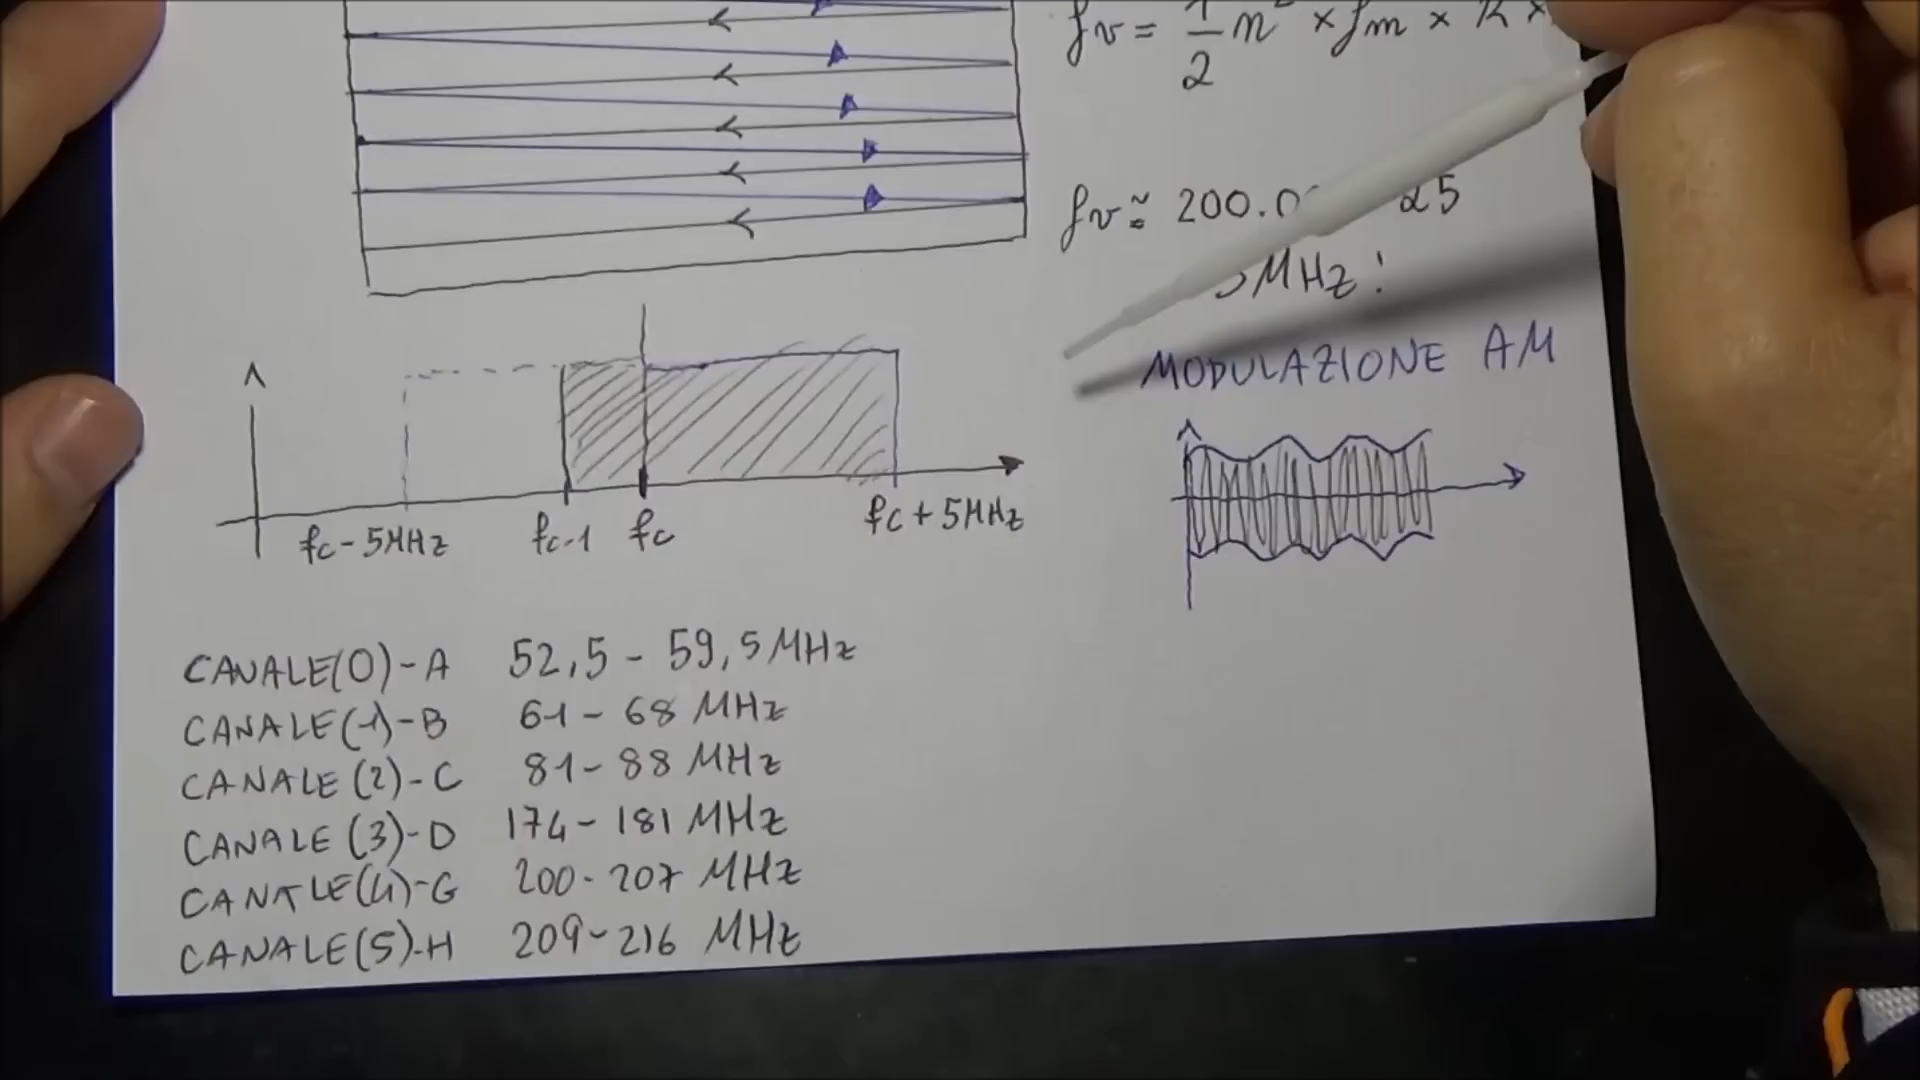 fv = 1/2 n² × fm × K ×
fv ≃ 200.0 25
5MHz!
MODULAZIONE AM
fc - 5MHz fc-1 fc fc + 5MHz
CANALE(0)-A 52,5 - 59,5 MHz
CANALE(1)-B 61 - 68 MHz
CANALE(2)-C 81 - 88 MHz
CANALE(3)-D 174 - 181 MHz
CANALE(4)-G 200 - 207 MHz
CANALE(5)-H 209 - 216 MHz